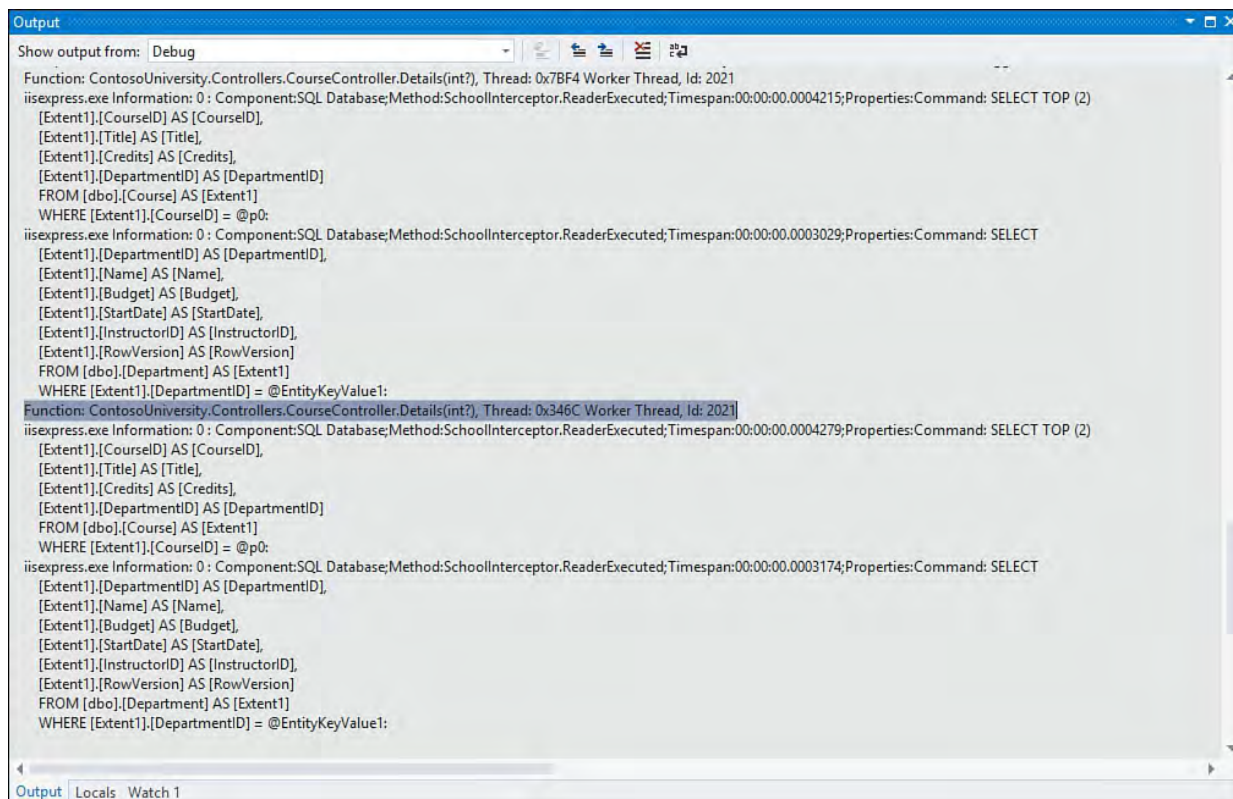 Output
Show output from: Debug
Function: ContosoUniversity.Controllers.CourseController.Details(int?), Thread: 0x7BF4 Worker Thread, Id: 2021
iisexpress.exe Information: 0 : Component:SQL Database;Method:SchoolInterceptor.ReaderExecuted;Timespan:00:00:00.0004215;Properties:Command: SELECT TOP (2)
[Extent1].[CourseID] AS [CourseID],
[Extent1].[Title] AS [Title],
[Extent1].[Credits] AS [Credits],
[Extent1].[DepartmentID] AS [DepartmentID]
FROM [dbo].[Course] AS [Extent1]
WHERE [Extent1].[CourseID] = @p0:
iisexpress.exe Information: 0 : Component:SQL Database;Method:SchoolInterceptor.ReaderExecuted;Timespan:00:00:00.0003029;Properties:Command: SELECT
[Extent1].[DepartmentID] AS [DepartmentID],
[Extent1].[Name] AS [Name],
[Extent1].[Budget] AS [Budget],
[Extent1].[StartDate] AS [StartDate],
[Extent1].[InstructorID] AS [InstructorID],
[Extent1].[RowVersion] AS [RowVersion]
FROM [dbo].[Department] AS [Extent1]
WHERE [Extent1].[DepartmentID] = @EntityKeyValue1:
Function: ContosoUniversity.Controllers.CourseController.Details(int?), Thread: 0x346C Worker Thread, Id: 2021
iisexpress.exe Information: 0 : Component:SQL Database;Method:SchoolInterceptor.ReaderExecuted;Timespan:00:00:00.0004279;Properties:Command: SELECT TOP (2)
[Extent1].[CourseID] AS [CourseID],
[Extent1].[Title] AS [Title],
[Extent1].[Credits] AS [Credits],
[Extent1].[DepartmentID] AS [DepartmentID]
FROM [dbo].[Course] AS [Extent1]
WHERE [Extent1].[CourseID] = @p0:
iisexpress.exe Information: 0 : Component:SQL Database;Method:SchoolInterceptor.ReaderExecuted;Timespan:00:00:00.0003174;Properties:Command: SELECT
[Extent1].[DepartmentID] AS [DepartmentID],
[Extent1].[Name] AS [Name],
[Extent1].[Budget] AS [Budget],
[Extent1].[StartDate] AS [StartDate],
[Extent1].[InstructorID] AS [InstructorID],
[Extent1].[RowVersion] AS [RowVersion]
FROM [dbo].[Department] AS [Extent1]
WHERE [Extent1].[DepartmentID] = @EntityKeyValue1:
Output Locals Watch 1